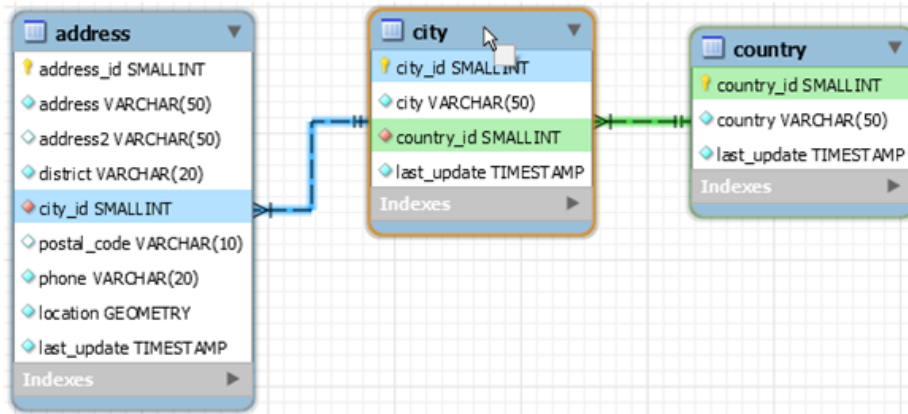 address
address_id SMALLINT
address VARCHAR(50)
address2 VARCHAR(50)
district VARCHAR(20)
city_id SMALLINT
postal_code VARCHAR(10)
phone VARCHAR(20)
location GEOMETRY
last_update TIMESTAMP
Indexes
city
city_id SMALLINT
city VARCHAR(50)
country_id SMALLINT
last_update TIMESTAMP
Indexes
country
country_id SMALLINT
country VARCHAR(50)
last_update TIMESTAMP
Indexes